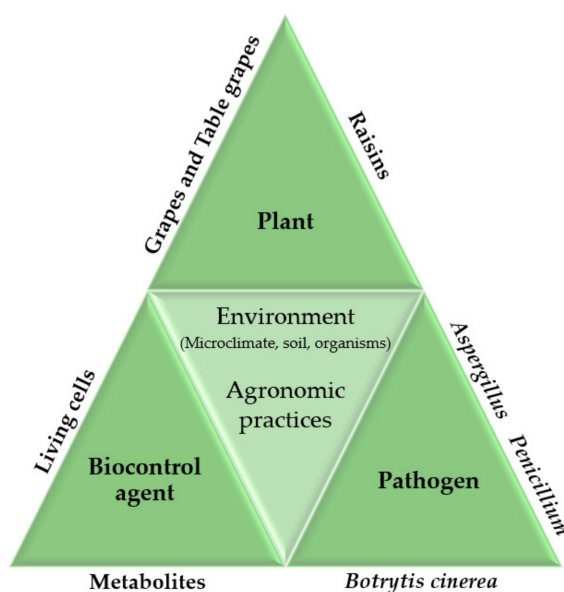 Grapes and Table grapes
Raisins
Plant
Environment
(Microclimate, soil, organisms)
Agronomic
practices
Living cells
Biocontrol
agent
Metabolites
Aspergillus
Penicillium
Pathogen
Botrytis cinerea